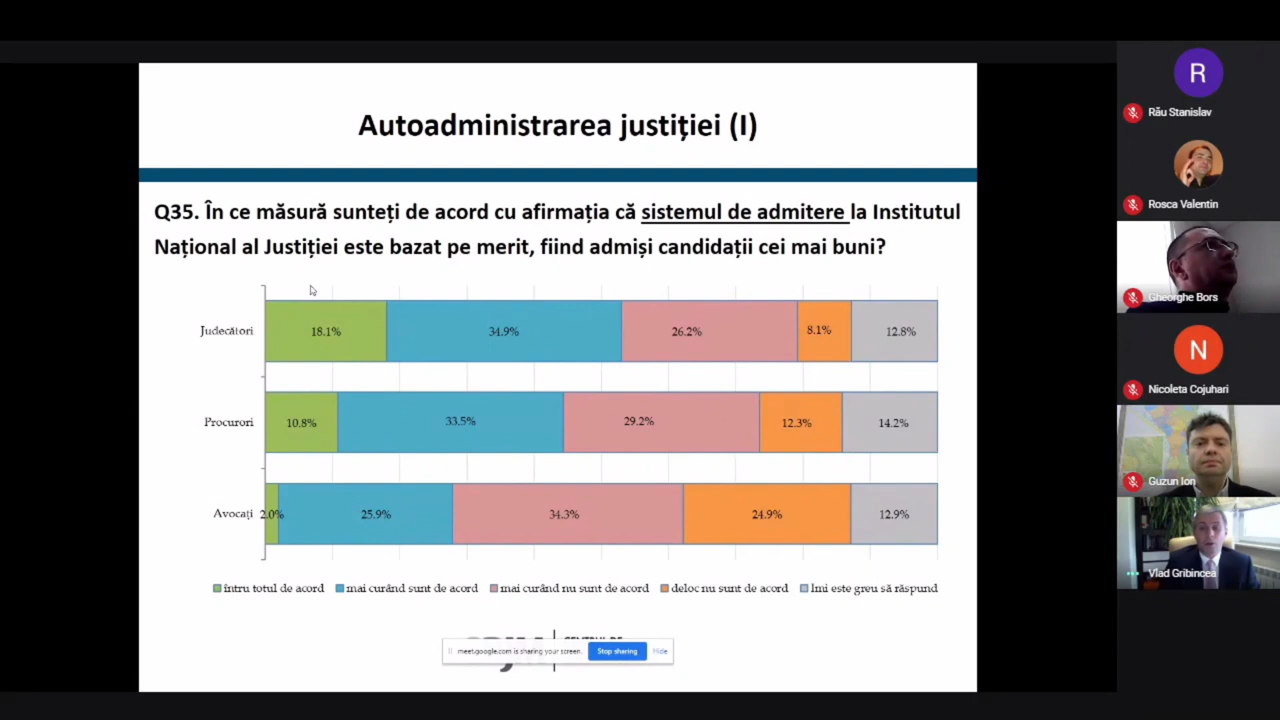 Autoadministrarea justiției (I)
Q35. În ce măsură sunteți de acord cu afirmația că sistemul de admitere la Institutul
Național al Justiției este bazat pe merit, fiind admiși candidații cei mai buni?
Judecători 18.1% 34.9% 26.2% 8.1% 12.8%
Procurori 10.8% 33.5% 29.2% 12.3% 14.2%
Avocați 2.0% 25.9% 34.3% 24.9% 12.9%
întru totul de acord mai curând sunt de acord mai curând nu sunt de acord deloc nu sunt de acord Îmi este greu să răspund
meet.google.com is sharing your screen. Stop sharing Hide
R
Rău Stanislav
Rosca Valentin
Gheorghe Bors
N
Nicoleta Cojuhari
Guzun Ion
Vlad Gribincea